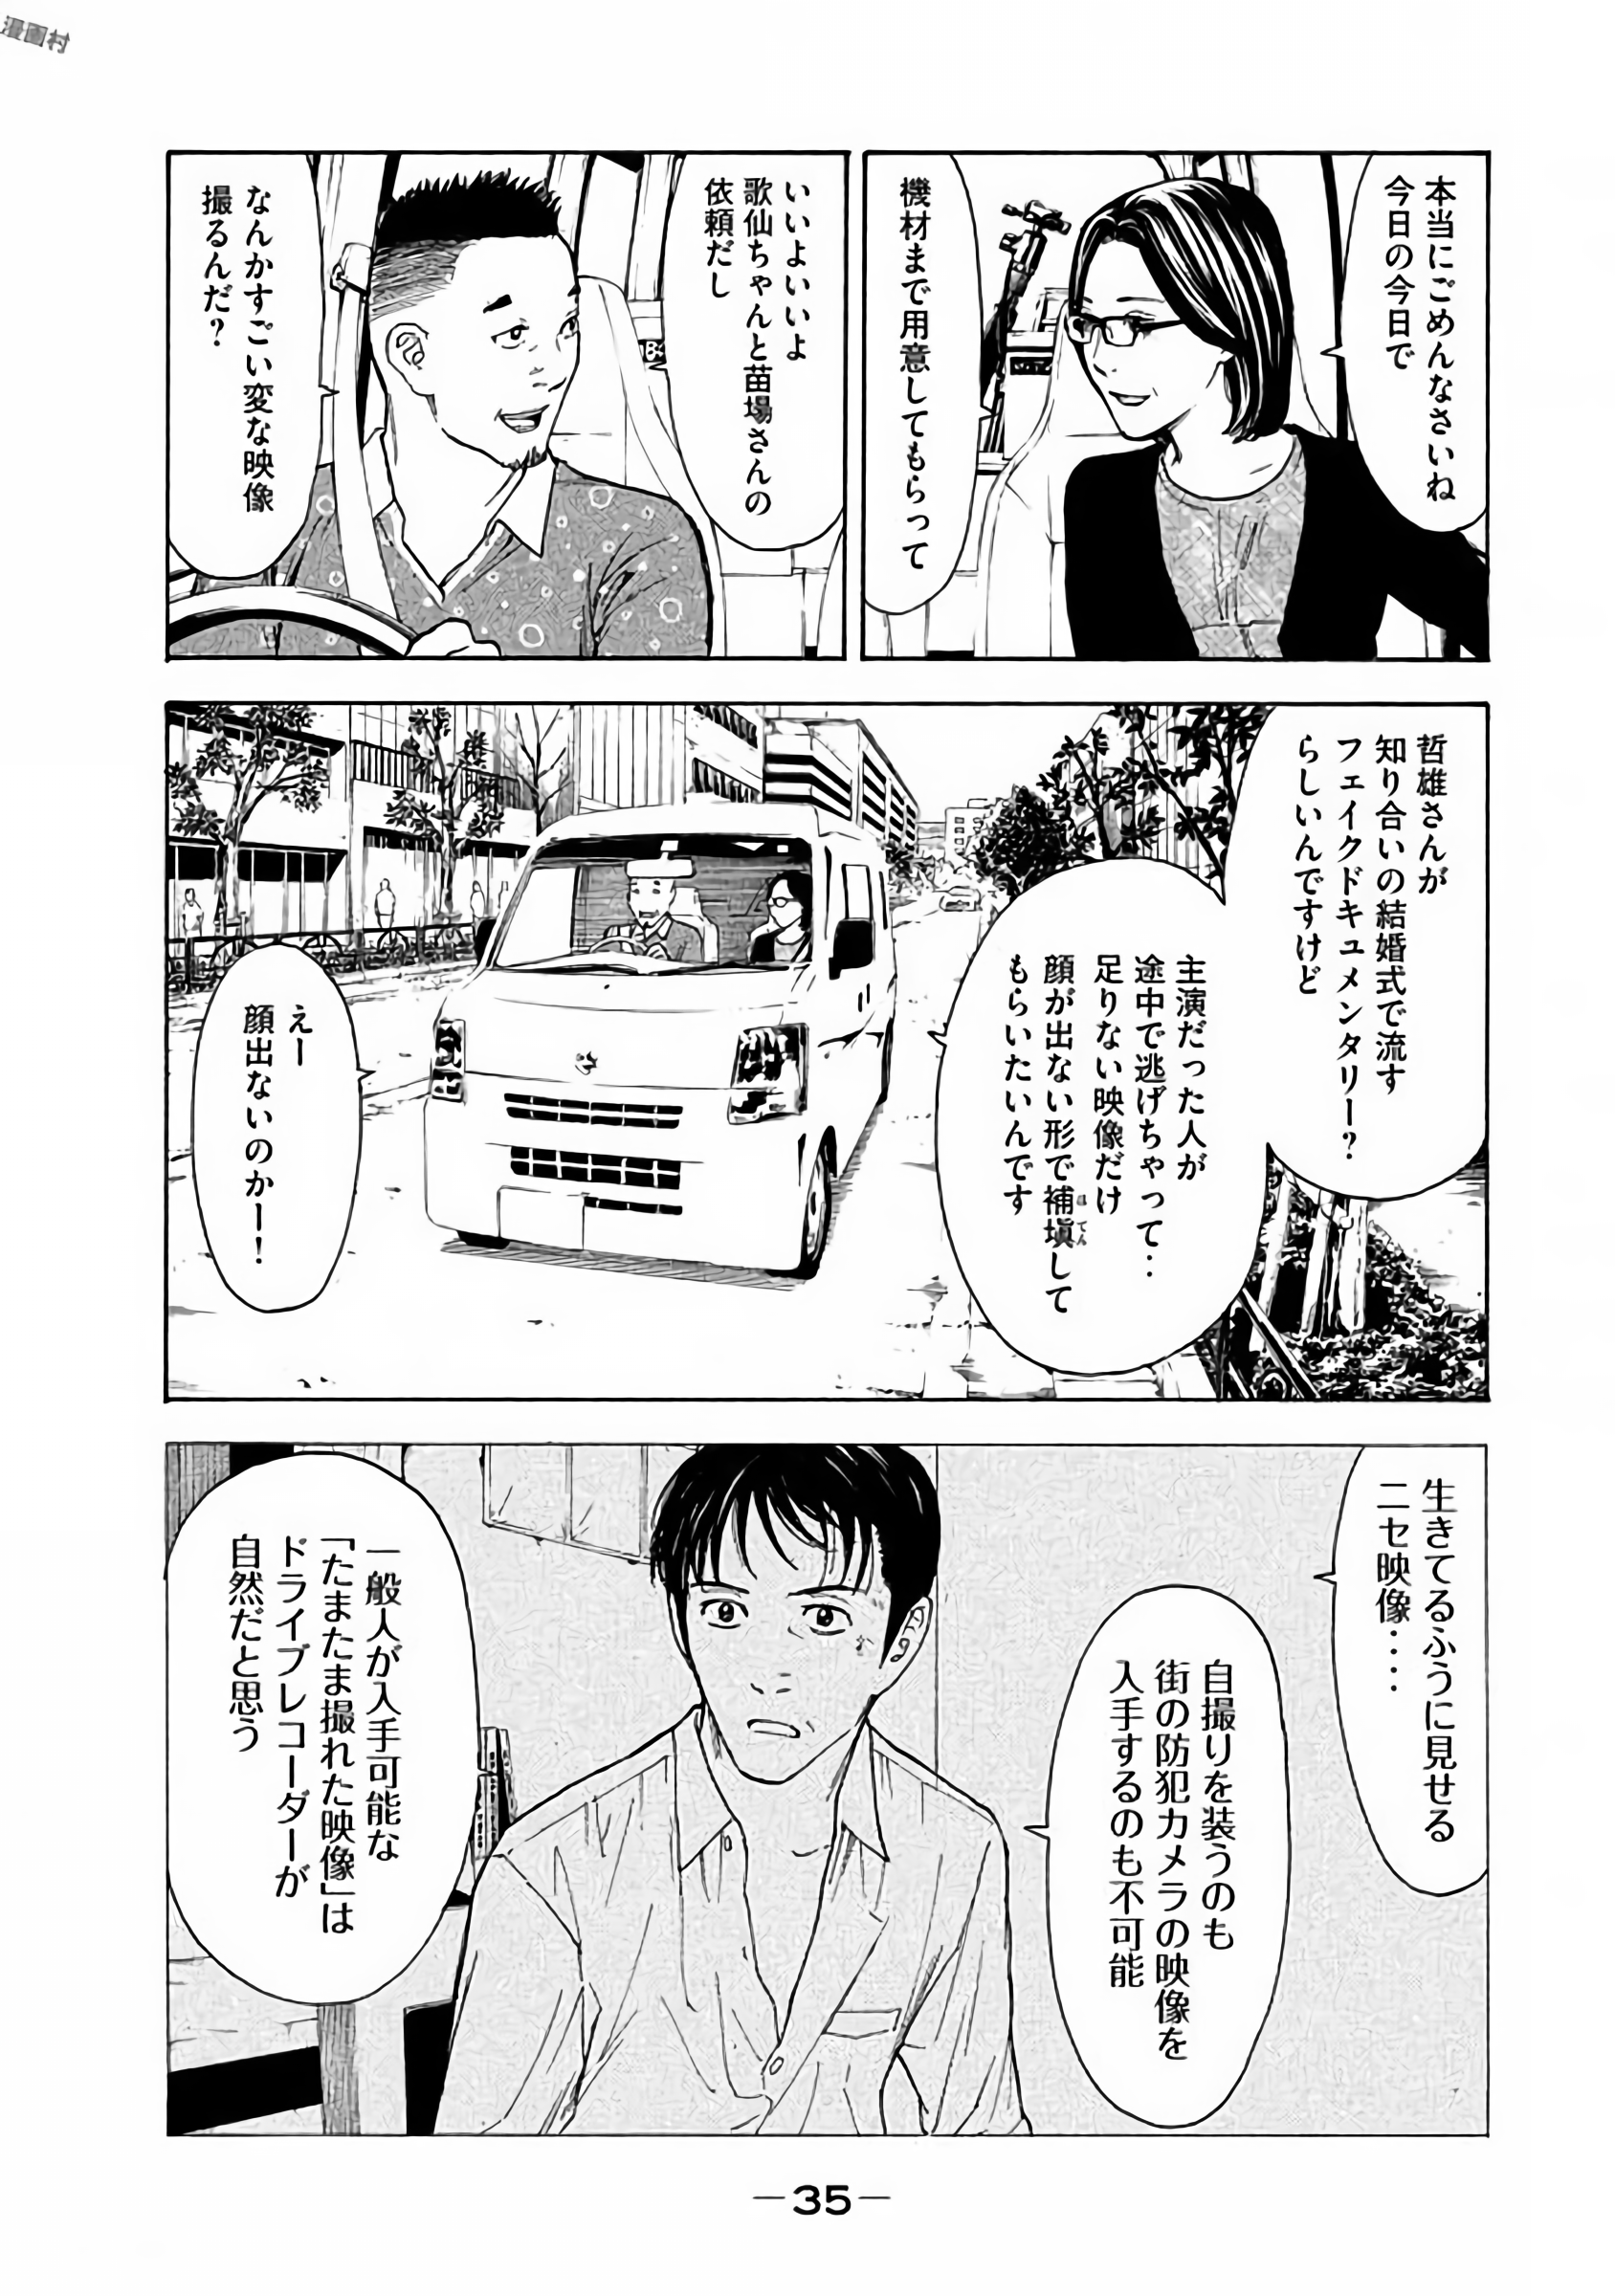 漫画村
本当にごめんなさいね
今日の今日で
機材まで用意してもらって
いいよいいよ
歌仙ちゃんと苗場さんの
依頼だし
なんかすごい変な映像
撮るんだ?
哲雄さんが
知り合いの結婚式で流す
フェイクドキュメンタリー?
らしいんですけど
主演だった人が
途中で逃げちゃって‥
足りない映像だけ
顔が出ない形で補塡して
ほてん
もらいたいんです
えー
顔出ないのかー!
生きてるふうに見せる
ニセ映像‥‥
自撮りを装うのも
街の防犯カメラの映像を
入手するのも不可能
一般人が入手可能な
「たまたま撮れた映像」は
ドライブレコーダーが
自然だと思う
—35—